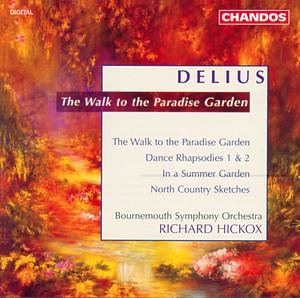 DIGITAL
CHANDOS
DELIUS
The Walk to the Paradise Garden
The Walk to the Paradise Garden
Dance Rhapsodies 1 & 2
In a Summer Garden
North Country Sketches
Bournemouth Symphony Orchestra
RICHARD HICKOX